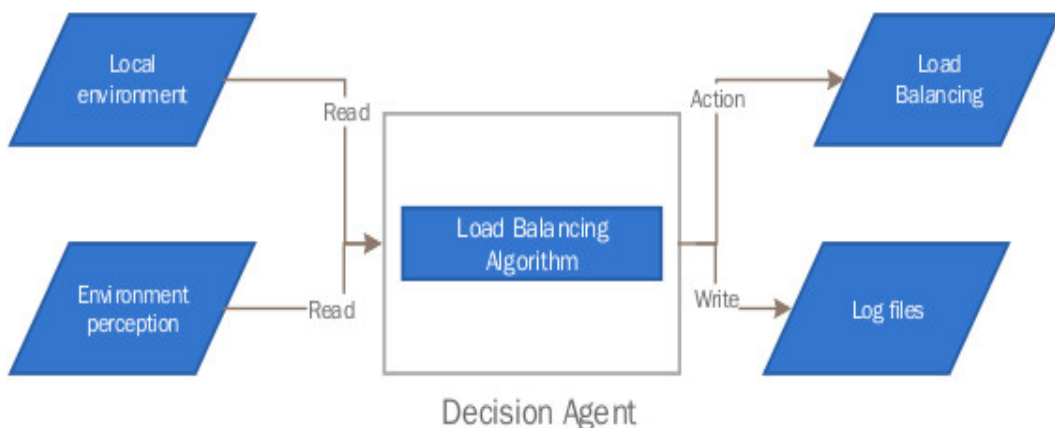 Local
environment
Read
Environment
perception
Read
Load Balancing
Algorithm
Decision Agent
Action
Load
Balancing
Write
Log files